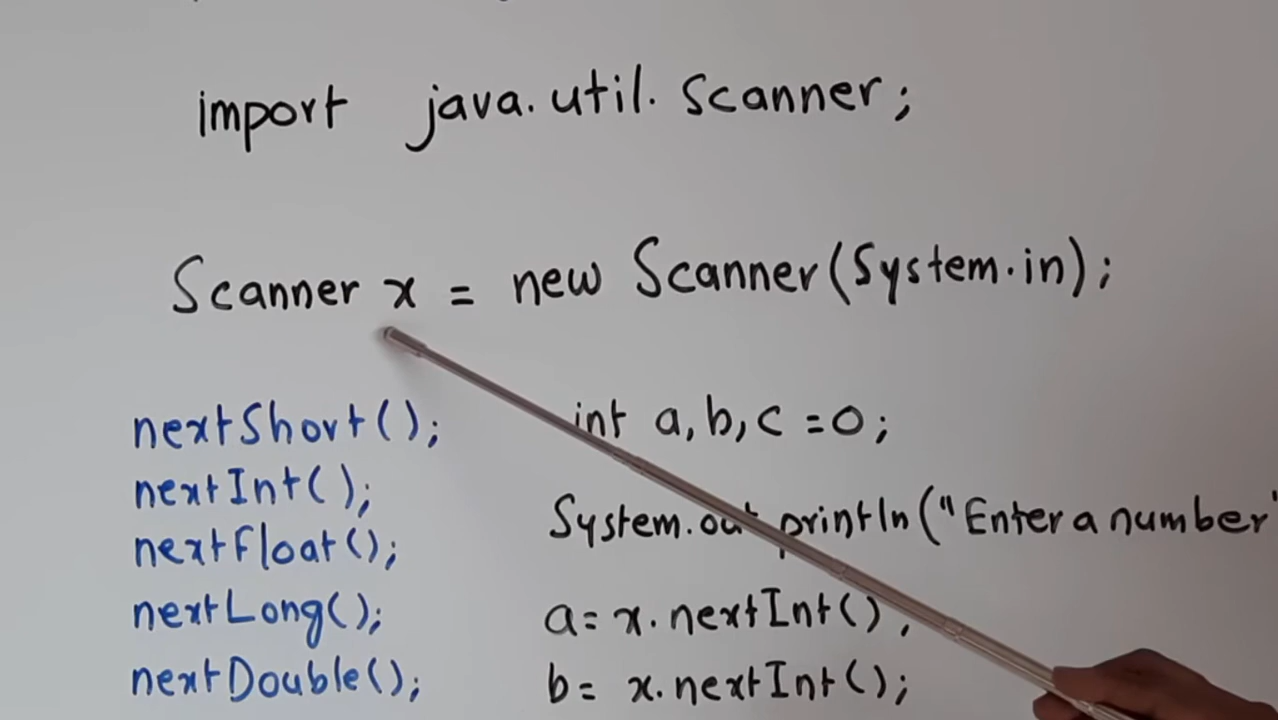 import java.util.Scanner;
Scanner x = new Scanner(System.in);
nextShort();
nextInt();
nextFloat();
nextLong();
nextDouble();
int a,b,c =0;
System.out println("Enter a number"
a= x.nextInt();
b= x.nextInt();